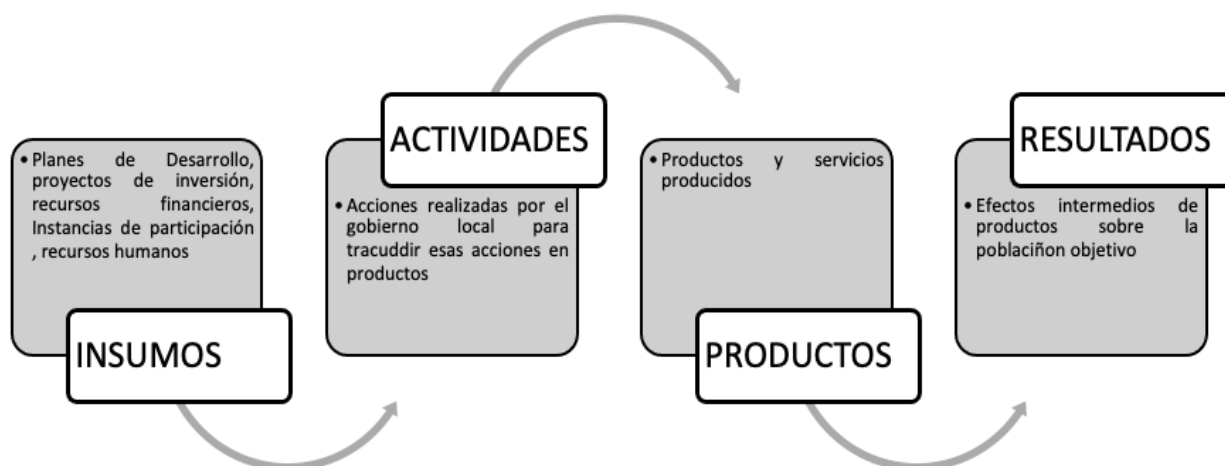 • Planes de Desarrollo,
proyectos de inversión,
recursos financieros,
Instancias de participación
, recursos humanos
INSUMOS
ACTIVIDADES
• Acciones realizadas por el
gobierno local para
tracuddir esas acciones en
productos
• Productos y servicios
producidos
PRODUCTOS
RESULTADOS
• Efectos intermedios de
productos sobre la
poblaciñon objetivo